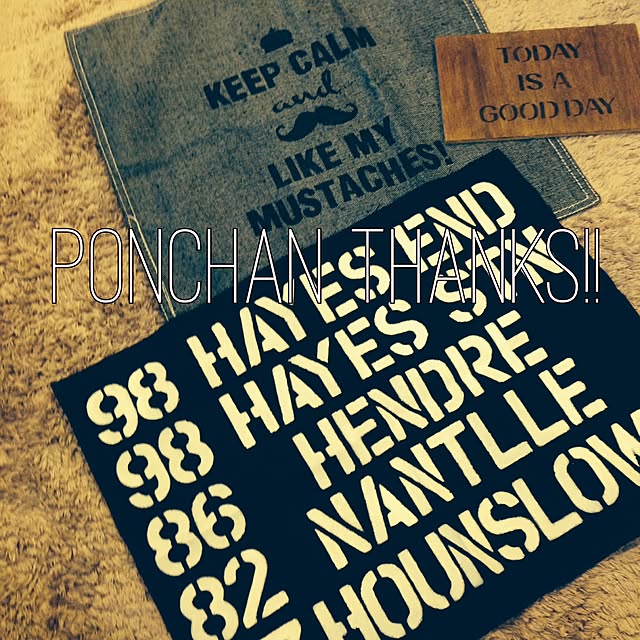 KEEP CALM
and
LIKE MY
MUSTACHES!
TODAY
IS A
GOOD DAY
PONCHAN THANKS!!
98 HAYES END
98 HAYES STN
86 HENDRE
82 NANTLLE
HOUNSLOW